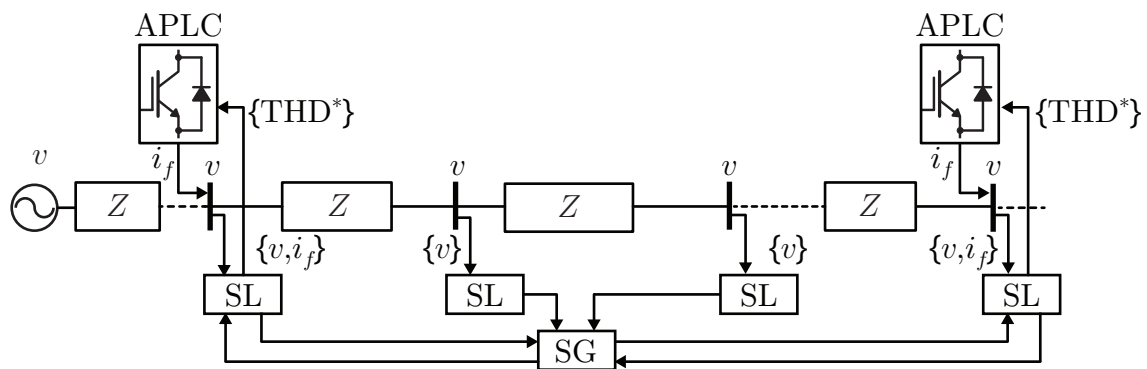 APLC
APLC
{THD*}
{THD*}
v
i_f
v
v
v
i_f
v
Z
Z
Z
Z
{v,i_f}
{v}
{v}
{v,i_f}
SL
SL
SL
SL
SG